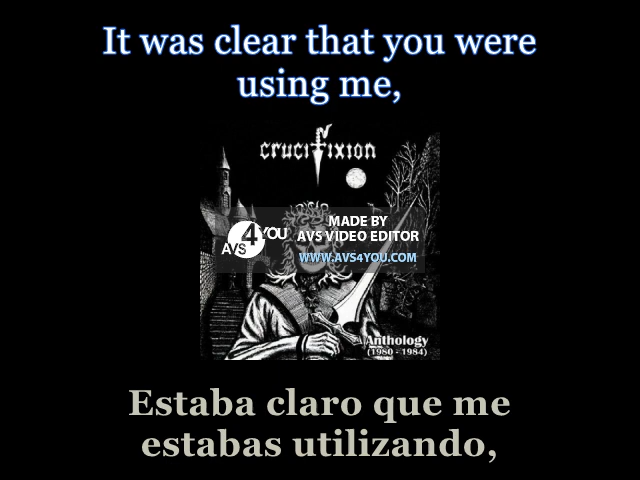 It was clear that you were
using me,
crucifixion
AVS4YOU
MADE BY
AVS VIDEO EDITOR
WWW.AVS4YOU.COM
Anthology
(1980 - 1984)
Estaba claro que me
estabas utilizando,